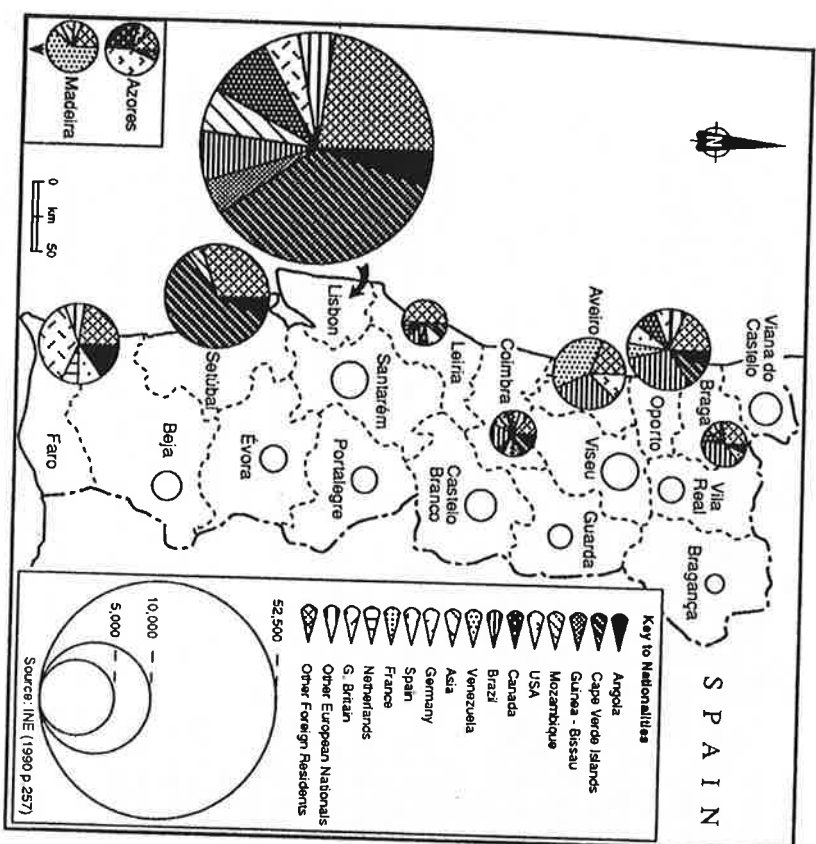 N
SPAIN
Viana do
Castelo
Braga
Vila
Real
Bragança
Oporto
Aveiro
Viseu
Guarda
Coimbra
Castelo
Branco
Leiria
Santarém
Portalegre
Lisbon
Setúbal
Évora
Beja
Faro
Azores
Madeira
0 km 50
Key to Nationalities
Angola
Cape Verde Islands
Guinea - Bissau
Mozambique
USA
Canada
Brazil
Venezuela
Asia
Germany
Spain
France
Netherlands
G. Britain
Other European Nationals
Other Foreign Residents
52,500
10,000
5,000
Source: INE (1990 p 257)